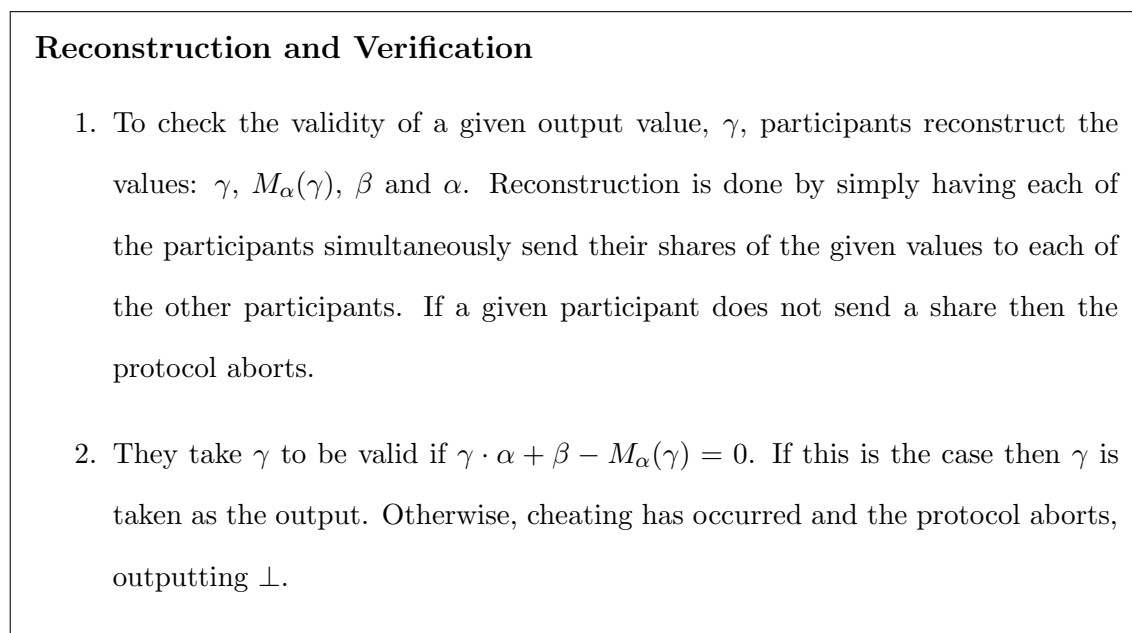 Reconstruction and Verification
1. To check the validity of a given output value, γ, participants reconstruct the
values: γ, Mα(γ), β and α. Reconstruction is done by simply having each of
the participants simultaneously send their shares of the given values to each of
the other participants. If a given participant does not send a share then the
protocol aborts.
2. They take γ to be valid if γ · α + β − Mα(γ) = 0. If this is the case then γ is
taken as the output. Otherwise, cheating has occurred and the protocol aborts,
outputting ⊥.